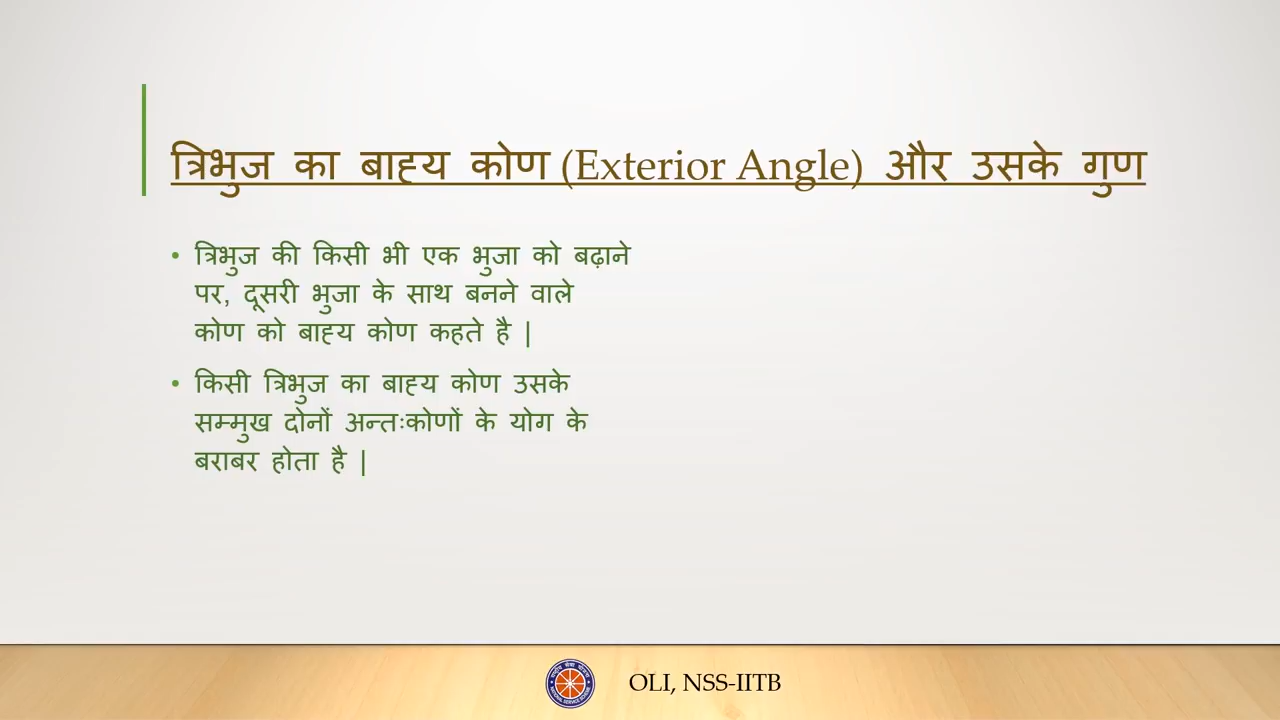 त्रिभुज का बाह्य कोण (Exterior Angle) और उसके गुण
• त्रिभुज की किसी भी एक भुजा को बढ़ाने
पर, दूसरी भुजा के साथ बनने वाले
कोण को बाह्य कोण कहते है |
• किसी त्रिभुज का बाह्य कोण उसके
सम्मुख दोनों अन्तःकोणों के योग के
बराबर होता है |
OLI, NSS-IITB